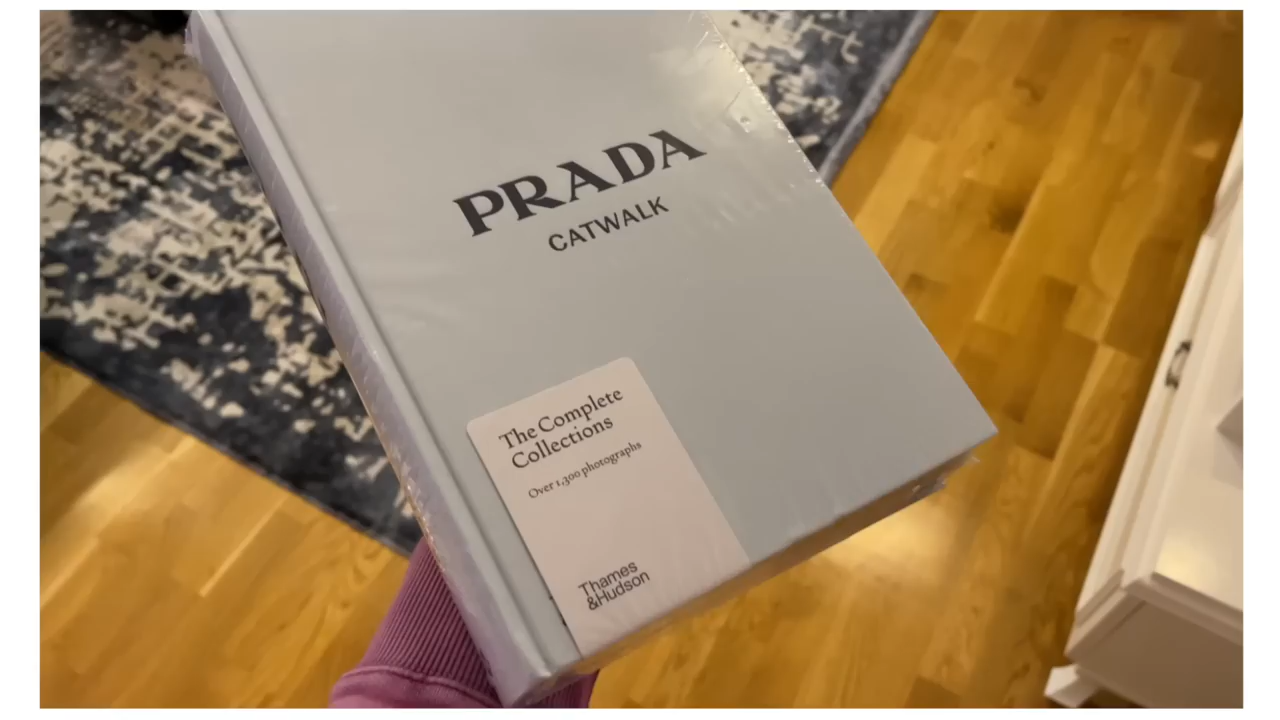 PRADA
CATWALK
The Complete
Collections
Over 1,300 photographs
Thames
&Hudson